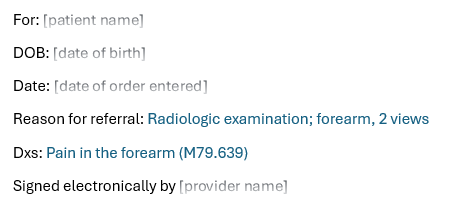 For: [patient name]
DOB: [date of birth]
Date: [date of order entered]
Reason for referral: Radiologic examination; forearm, 2 views
Dxs: Pain in the forearm (M79.639)
Signed electronically by [provider name]